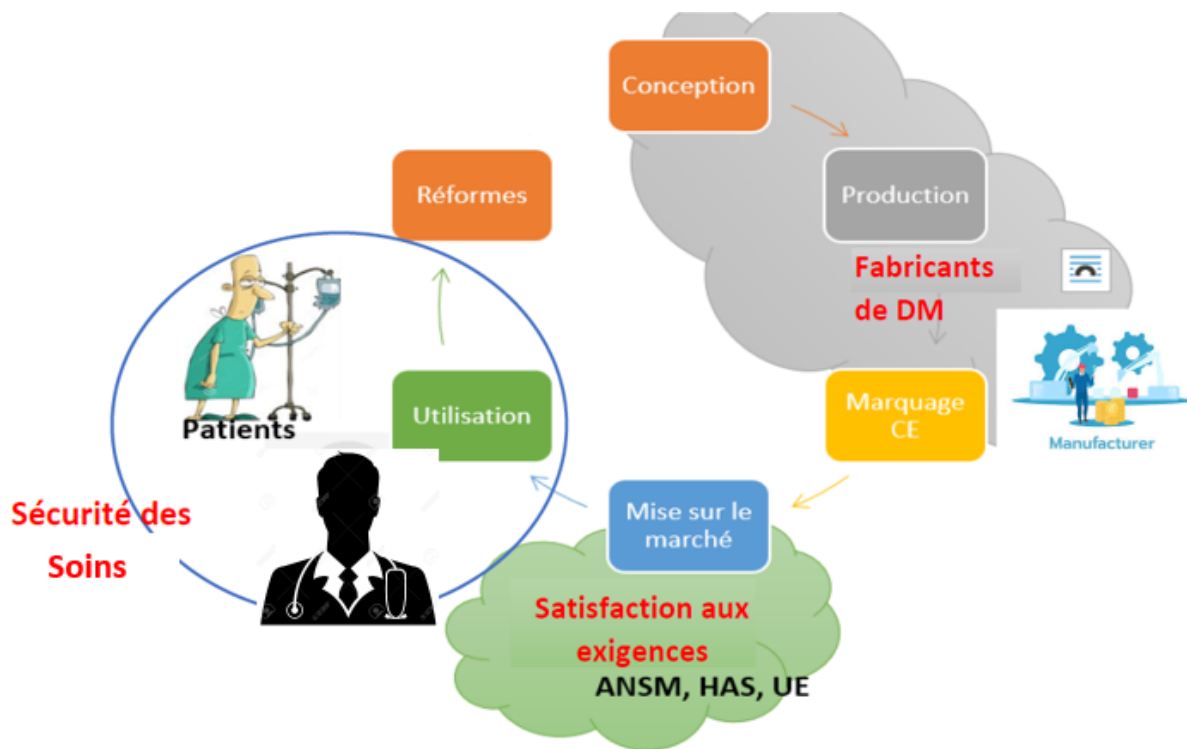 Conception
Production
Fabricants
de DM
Manufacturer
Marquage
CE
Mise sur le
marché
Satisfaction aux
exigences
ANSM, HAS, UE
Utilisation
Patients
Sécurité des
Soins
Réformes